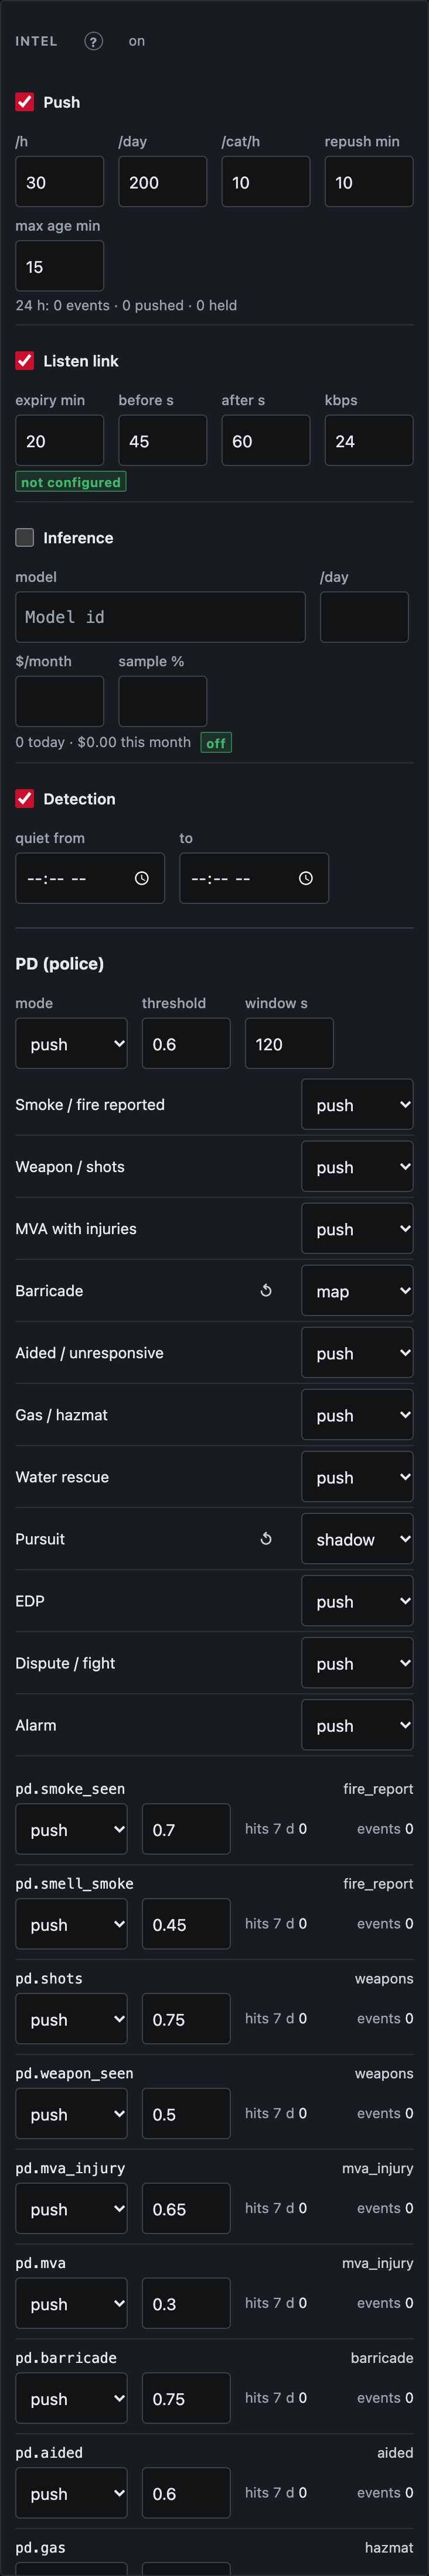 INTEL ? on
Push
/h /day /cat/h repush min
30 200 10 10
max age min
15
24 h: 0 events · 0 pushed · 0 held
Listen link
expiry min before s after s kbps
20 45 60 24
not configured
Inference
model /day
Model id
$/month sample %
0 today · $0.00 this month off
Detection
quiet from to
--:-- -- --:-- --
PD (police)
mode threshold window s
push 0.6 120
Smoke / fire reported push
Weapon / shots push
MVA with injuries push
Barricade map
Aided / unresponsive push
Gas / hazmat push
Water rescue push
Pursuit shadow
EDP push
Dispute / fight push
Alarm push
pd.smoke_seen fire_report
push 0.7 hits 7 d 0 events 0
pd.smell_smoke fire_report
push 0.45 hits 7 d 0 events 0
pd.shots weapons
push 0.75 hits 7 d 0 events 0
pd.weapon_seen weapons
push 0.5 hits 7 d 0 events 0
pd.mva_injury mva_injury
push 0.65 hits 7 d 0 events 0
pd.mva mva_injury
push 0.3 hits 7 d 0 events 0
pd.barricade barricade
push 0.75 hits 7 d 0 events 0
pd.aided aided
push 0.6 hits 7 d 0 events 0
pd.gas hazmat